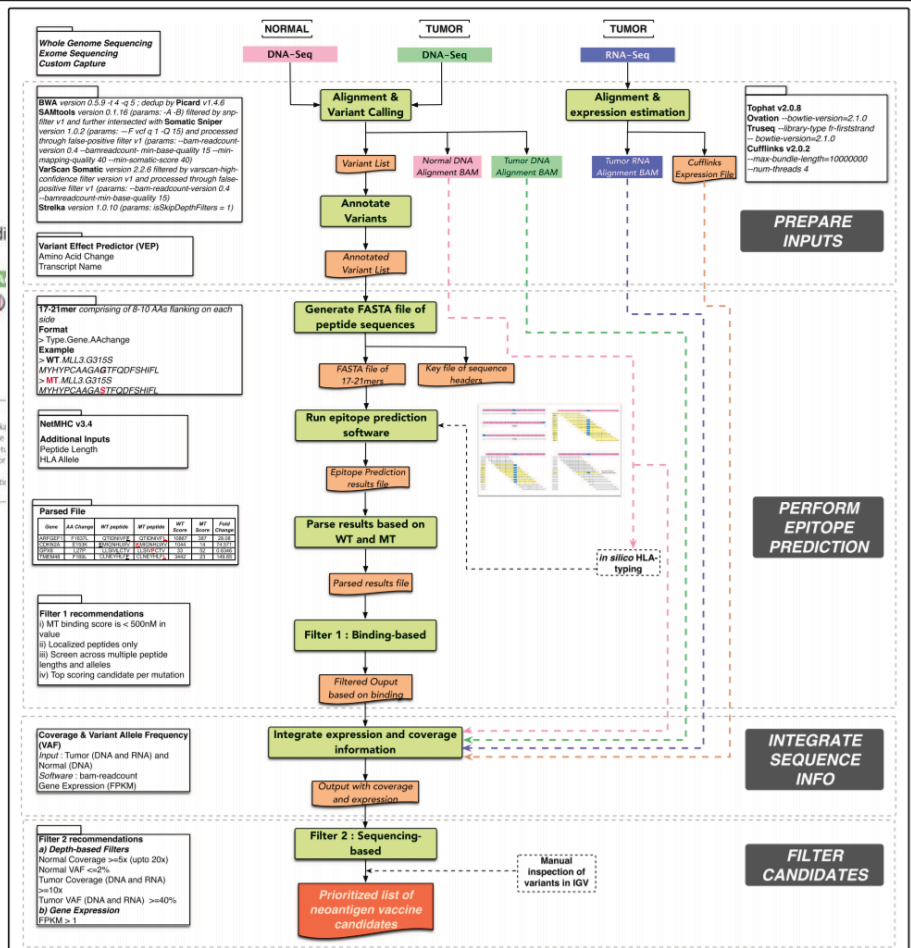 NORMAL
TUMOR
TUMOR
Whole Genome Sequencing
Exome Sequencing
Custom Capture
DNA-Seq
DNA-Seq
RNA-Seq
BWA version 0.5.9 -t 4 -q 5 ; dedup by Picard v1.4.6
SAMtools version 0.1.16 (params: -A -B) filtered by snp-
filter v1 and further intersected with Somatic Sniper
version 1.0.2 (params: –-F vcf q 1 -Q 15) and processed
through false-positive filter v1 (params: --bam-readcount-
version 0.4 --bamreadcount- min-base-quality 15 --min-
mapping-quality 40 --min-somatic-score 40)
VarScan Somatic version 2.2.6 filtered by varscan-high-
confidence filter version v1 and processed through false-
positive filter v1 (params: --bam-readcount-version 0.4
--bamreadcount-min-base-quality 15)
Strelka version 1.0.10 (params: isSkipDepthFilters = 1)
Alignment &
Variant Calling
Alignment &
expression estimation
Tophat v2.0.8
Ovation --bowtie-version=2.1.0
Truseq --library-type fr-firststrand
-- bowtie-version=2.1.0
Cufflinks v2.0.2
--max-bundle-length=10000000
--num-threads 4
Variant List
Normal DNA
Alignment BAM
Tumor DNA
Alignment BAM
Tumor RNA
Alignment BAM
Cufflinks
Expression File
Annotate
Variants
PREPARE
INPUTS
Variant Effect Predictor (VEP)
Amino Acid Change
Transcript Name
Annotated
Variant List
17-21mer comprising of 8-10 AAs flanking on each
side
Format
> Type.Gene.AAchange
Example
> WT.MLL3.G315S
MYHYPCAAGAGTFQDFSHIFL
> MT.MLL3.G315S
MYHYPCAAGASTFQDFSHIFL
Generate FASTA file of
peptide sequences
FASTA file of
17-21mers
Key file of sequence
headers
NetMHC v3.4
Additional Inputs
Peptide Length
HLA Allele
Run epitope prediction
software
Epitope Prediction
results file
Parsed File
Gene AA Change WT peptide MT peptide WT Score MT Score Fold Change
Parse results based on
WT and MT
PERFORM
EPITOPE
PREDICTION
in silico HLA-
typing
Parsed results file
Filter 1 recommendations
i) MT binding score is < 500nM in
value
ii) Localized peptides only
iii) Screen across multiple peptide
lengths and alleles
iv) Top scoring candidate per mutation
Filter 1 : Binding-based
Filtered Ouput
based on binding
Coverage & Variant Allele Frequency
(VAF)
Input : Tumor (DNA and RNA) and
Normal (DNA)
Software : bam-readcount
Gene Expression (FPKM)
Integrate expression and coverage
information
INTEGRATE
SEQUENCE
INFO
Output with coverage
and expression
Filter 2 recommendations
a) Depth-based Filters
Normal Coverage >=5x (upto 20x)
Normal VAF <=2%
Tumor Coverage (DNA and RNA)
>=10x
Tumor VAF (DNA and RNA) >=40%
b) Gene Expression
FPKM > 1
Filter 2 : Sequencing-
based
Manual
inspection of
variants in IGV
FILTER
CANDIDATES
Prioritized list of
neoantigen vaccine
candidates